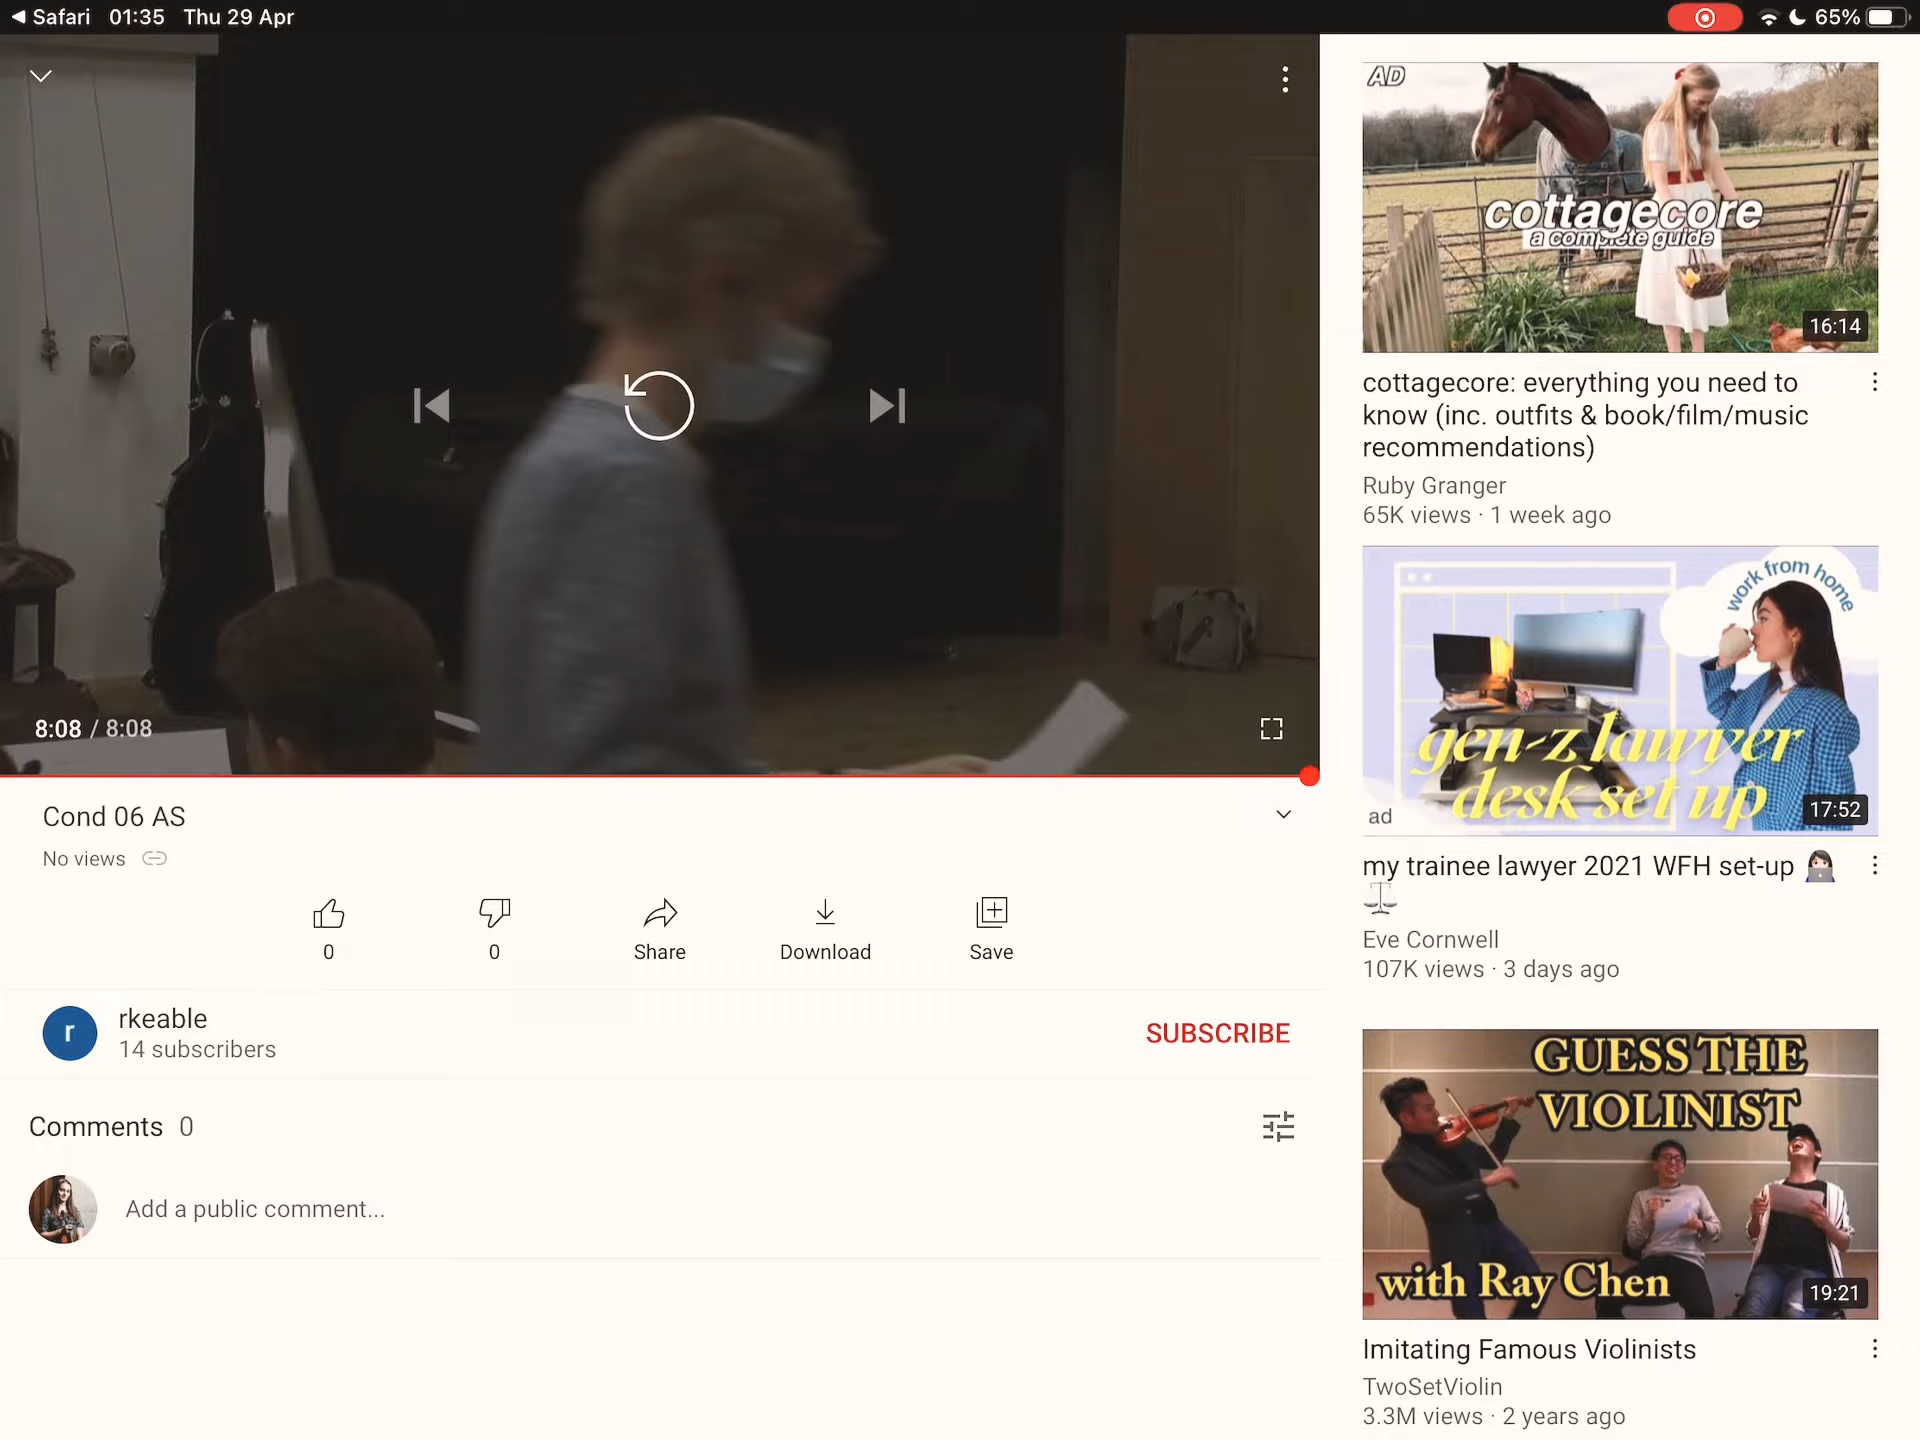 Safari 01:35 Thu 29 Apr
65%
8:08 / 8:08
Cond 06 AS
No views
0
0
Share
Download
Save
r
rkeable
14 subscribers
SUBSCRIBE
Comments 0
Add a public comment...
AD
cottagecore
a complete guide
16:14
cottagecore: everything you need to
know (inc. outfits & book/film/music
recommendations)
Ruby Granger
65K views · 1 week ago
work from home
gen-z lawyer
desk set up
ad
17:52
my trainee lawyer 2021 WFH set-up 👩🏻‍💻
⚖️
Eve Cornwell
107K views · 3 days ago
GUESS THE
VIOLINIST
with Ray Chen
19:21
Imitating Famous Violinists
TwoSetViolin
3.3M views · 2 years ago